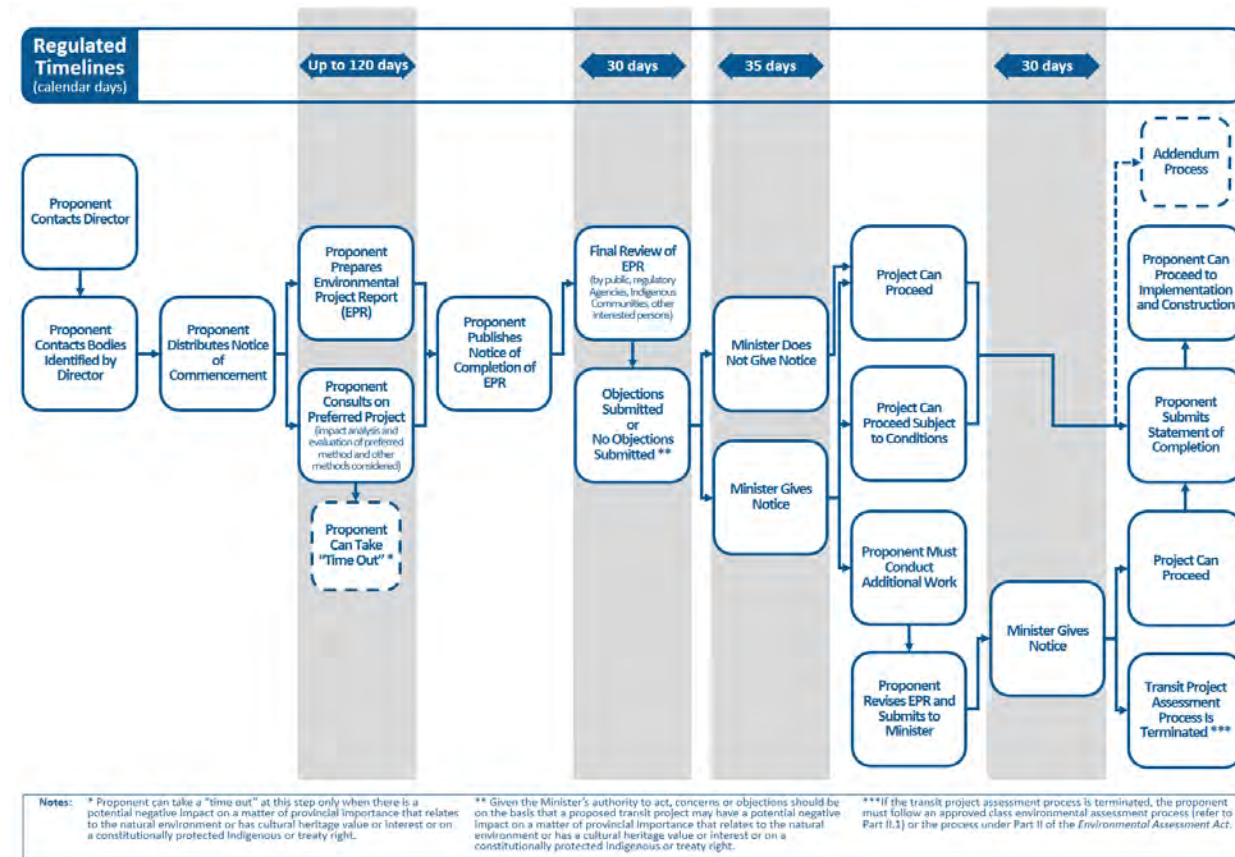 Regulated
Timelines
(calendar days)
Up to 120 days
30 days
35 days
30 days
Proponent
Contacts Director
Proponent
Contacts Bodies
Identified by
Director
Proponent
Distributes Notice
of
Commencement
Proponent
Prepares
Environmental
Project Report
(EPR)
Proponent
Consults on
Preferred Project
(impact analysis and
evaluation of preferred
method and other
methods considered)
Proponent
Can Take
"Time Out" *
Proponent
Publishes
Notice of
Completion of
EPR
Final Review of
EPR
(by public, regulatory
Agencies, Indigenous
Communities, other
interested persons)
Objections
Submitted
or
No Objections
Submitted **
Minister Does
Not Give Notice
Minister Gives
Notice
Project Can
Proceed
Project Can
Proceed Subject
to Conditions
Proponent Must
Conduct
Additional Work
Proponent
Revises EPR and
Submits to
Minister
Minister Gives
Notice
Addendum
Process
Proponent Can
Proceed to
Implementation
and Construction
Proponent
Submits
Statement of
Completion
Project Can
Proceed
Transit Project
Assessment
Process Is
Terminated ***
Notes:
* Proponent can take a "time out" at this step only when there is a
potential negative impact on a matter of provincial importance that relates
to the natural environment or has cultural heritage value or interest or on
a constitutionally protected Indigenous or treaty right.
** Given the Minister's authority to act, concerns or objections should be
on the basis that a proposed transit project may have a potential negative
impact on a matter of provincial importance that relates to the natural
environment or has a cultural heritage value or interest or on a
constitutionally protected Indigenous or treaty right.
***If the transit project assessment process is terminated, the proponent
must follow an approved class environmental assessment process (refer to
Part II.1) or the process under Part II of the Environmental Assessment Act.